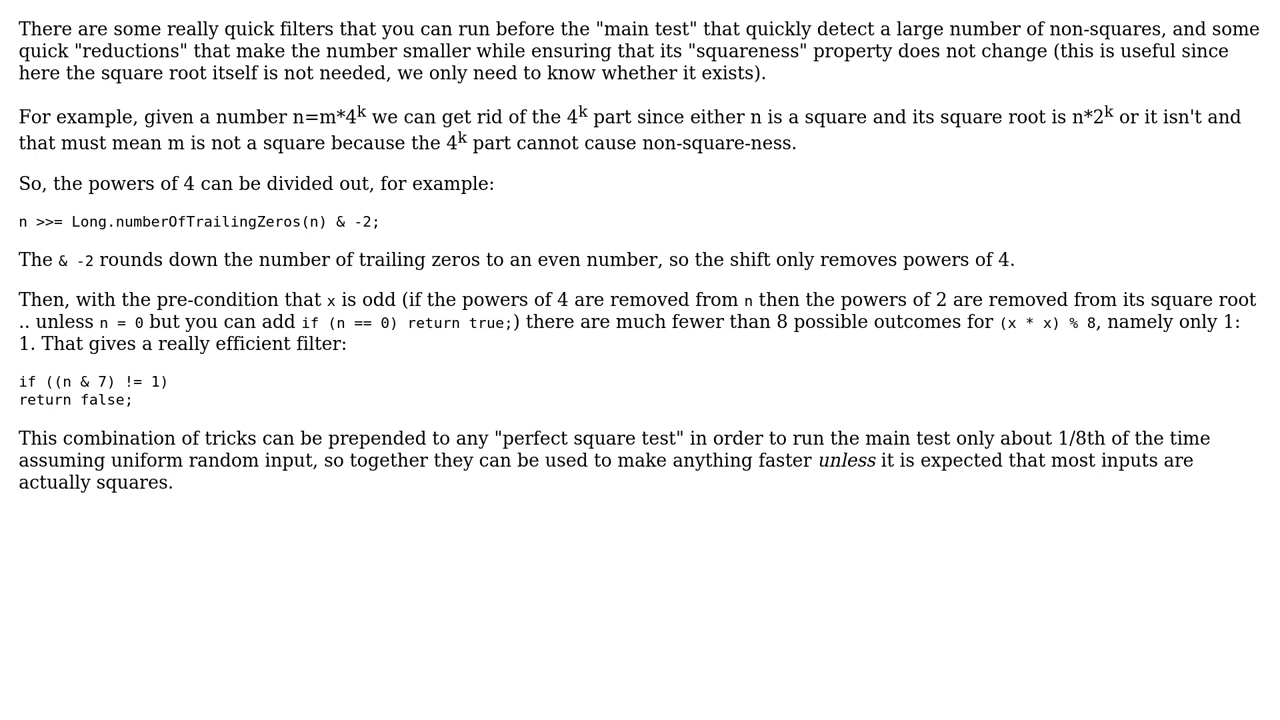 There are some really quick filters that you can run before the "main test" that quickly detect a large number of non-squares, and some
quick "reductions" that make the number smaller while ensuring that its "squareness" property does not change (this is useful since
here the square root itself is not needed, we only need to know whether it exists).
For example, given a number n=m*4^k we can get rid of the 4^k part since either n is a square and its square root is n*2^k or it isn't and
that must mean m is not a square because the 4^k part cannot cause non-square-ness.
So, the powers of 4 can be divided out, for example:
n >>= Long.numberOfTrailingZeros(n) & -2;
The & -2 rounds down the number of trailing zeros to an even number, so the shift only removes powers of 4.
Then, with the pre-condition that x is odd (if the powers of 4 are removed from n then the powers of 2 are removed from its square root
.. unless n = 0 but you can add if (n == 0) return true;) there are much fewer than 8 possible outcomes for (x * x) % 8, namely only 1:
1. That gives a really efficient filter:
if ((n & 7) != 1)
return false;
This combination of tricks can be prepended to any "perfect square test" in order to run the main test only about 1/8th of the time
assuming uniform random input, so together they can be used to make anything faster unless it is expected that most inputs are
actually squares.